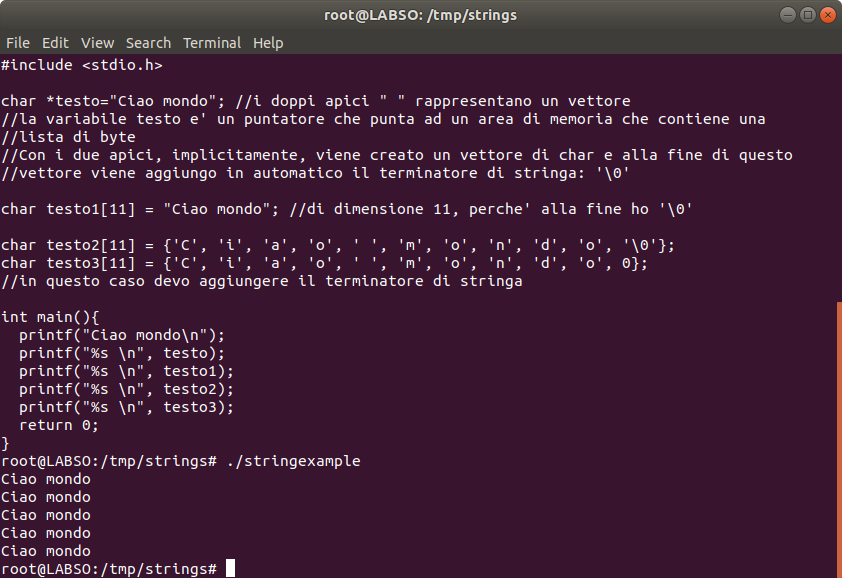 root@LABSO: /tmp/strings
File Edit View Search Terminal Help
#include <stdio.h>

char *testo="Ciao mondo"; //i doppi apici " " rappresentano un vettore
//la variabile testo e' un puntatore che punta ad un area di memoria che contiene una
//lista di byte
//Con i due apici, implicitamente, viene creato un vettore di char e alla fine di questo
//vettore viene aggiungo in automatico il terminatore di stringa: '\0'

char testo1[11] = "Ciao mondo"; //di dimensione 11, perche' alla fine ho '\0'

char testo2[11] = {'C', 'i', 'a', 'o', ' ', 'm', 'o', 'n', 'd', 'o', '\0'};
char testo3[11] = {'C', 'i', 'a', 'o', ' ', 'm', 'o', 'n', 'd', 'o', 0};
//in questo caso devo aggiungere il terminatore di stringa

int main(){
  printf("Ciao mondo\n");
  printf("%s \n", testo);
  printf("%s \n", testo1);
  printf("%s \n", testo2);
  printf("%s \n", testo3);
  return 0;
}
root@LABSO:/tmp/strings# ./stringexample
Ciao mondo
Ciao mondo
Ciao mondo
Ciao mondo
Ciao mondo
root@LABSO:/tmp/strings#